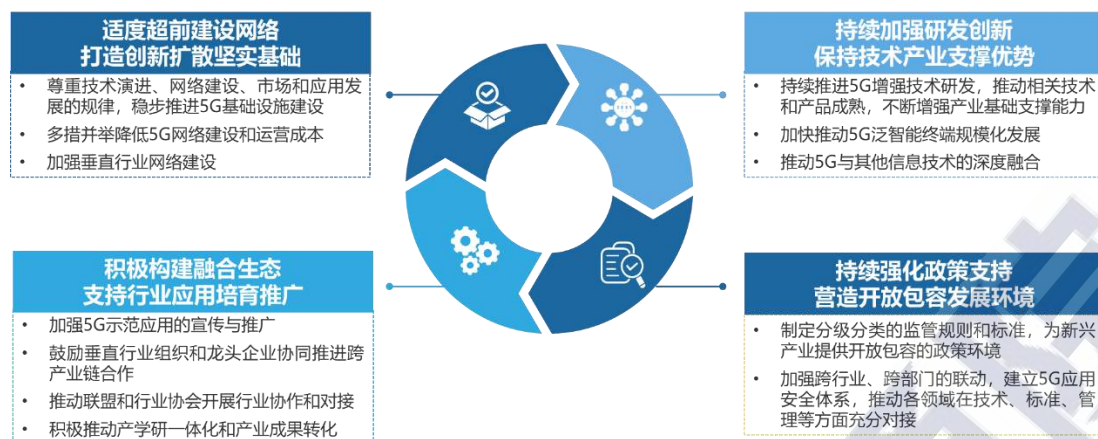 适度超前建设网络
打造创新扩散坚实基础
• 尊重技术演进、网络建设、市场和应用发
展的规律，稳步推进5G基础设施建设
• 多措并举降低5G网络建设和运营成本
• 加强垂直行业网络建设
持续加强研发创新
保持技术产业支撑优势
• 持续推进5G增强技术研发，推动相关技术
和产品成熟，不断增强产业基础支撑能力
• 加快推动5G泛智能终端规模化发展
• 推动5G与其他信息技术的深度融合
积极构建融合生态
支持行业应用培育推广
• 加强5G示范应用的宣传与推广
• 鼓励垂直行业组织和龙头企业协同推进跨
产业链合作
• 推动联盟和行业协会开展行业协作和对接
• 积极推动产学研一体化和产业成果转化
持续强化政策支持
营造开放包容发展环境
• 制定分级分类的监管规则和标准，为新兴
产业提供开放包容的政策环境
• 加强跨行业、跨部门的联动，建立5G应用
安全体系，推动各领域在技术、标准、管
理等方面充分对接